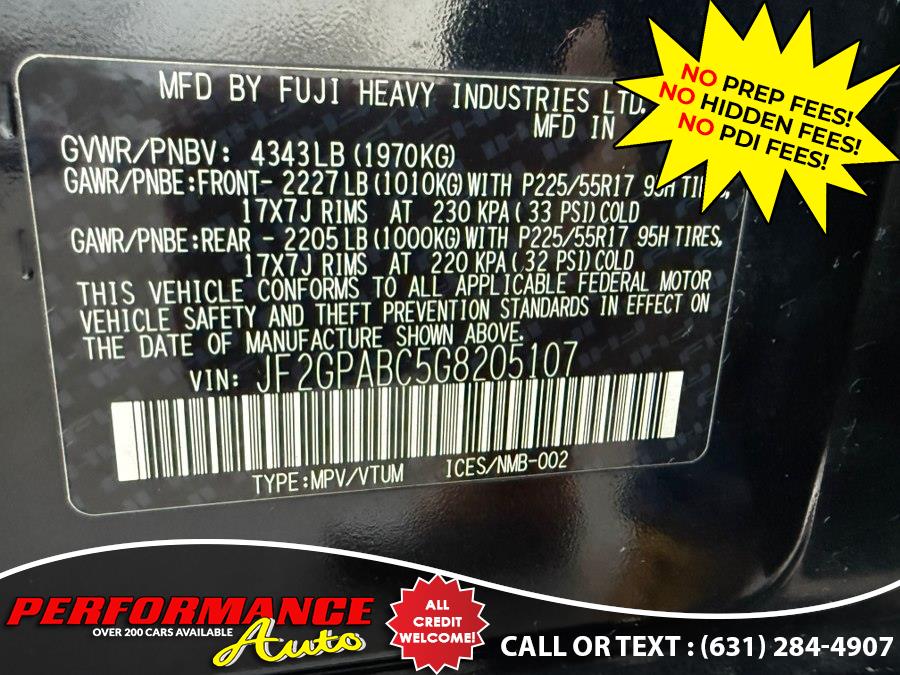 MFD BY FUJI HEAVY INDUSTRIES LTD.
MFD IN
GVWR/PNBV: 4343LB (1970KG)
GAWR/PNBE:FRONT- 2227LB (1010KG)WITH P225/55R17 95H TIRES,
17X7J RIMS AT 230 KPA( 33 PSI)COLD
GAWR/PNBE:REAR - 2205LB (1000KG)WITH P225/55R17 95H TIRES,
17X7J RIMS AT 220 KPA(32 PSI)COLD
THIS VEHICLE CONFORMS TO ALL APPLICABLE FEDERAL MOTOR
VEHICLE SAFETY AND THEFT PREVENTION STANDARDS IN EFFECT ON
THE DATE OF MANUFACTURE SHOWN ABOVE.
VIN: JF2GPABC5G8205107
TYPE:MPV/VTUM ICES/NMB-002
NO PREP FEES!
NO HIDDEN FEES!
NO PDI FEES!
PERFORMANCE
OVER 200 CARS AVAILABLE
Auto
ALL
CREDIT
WELCOME!
CALL OR TEXT : (631) 284-4907